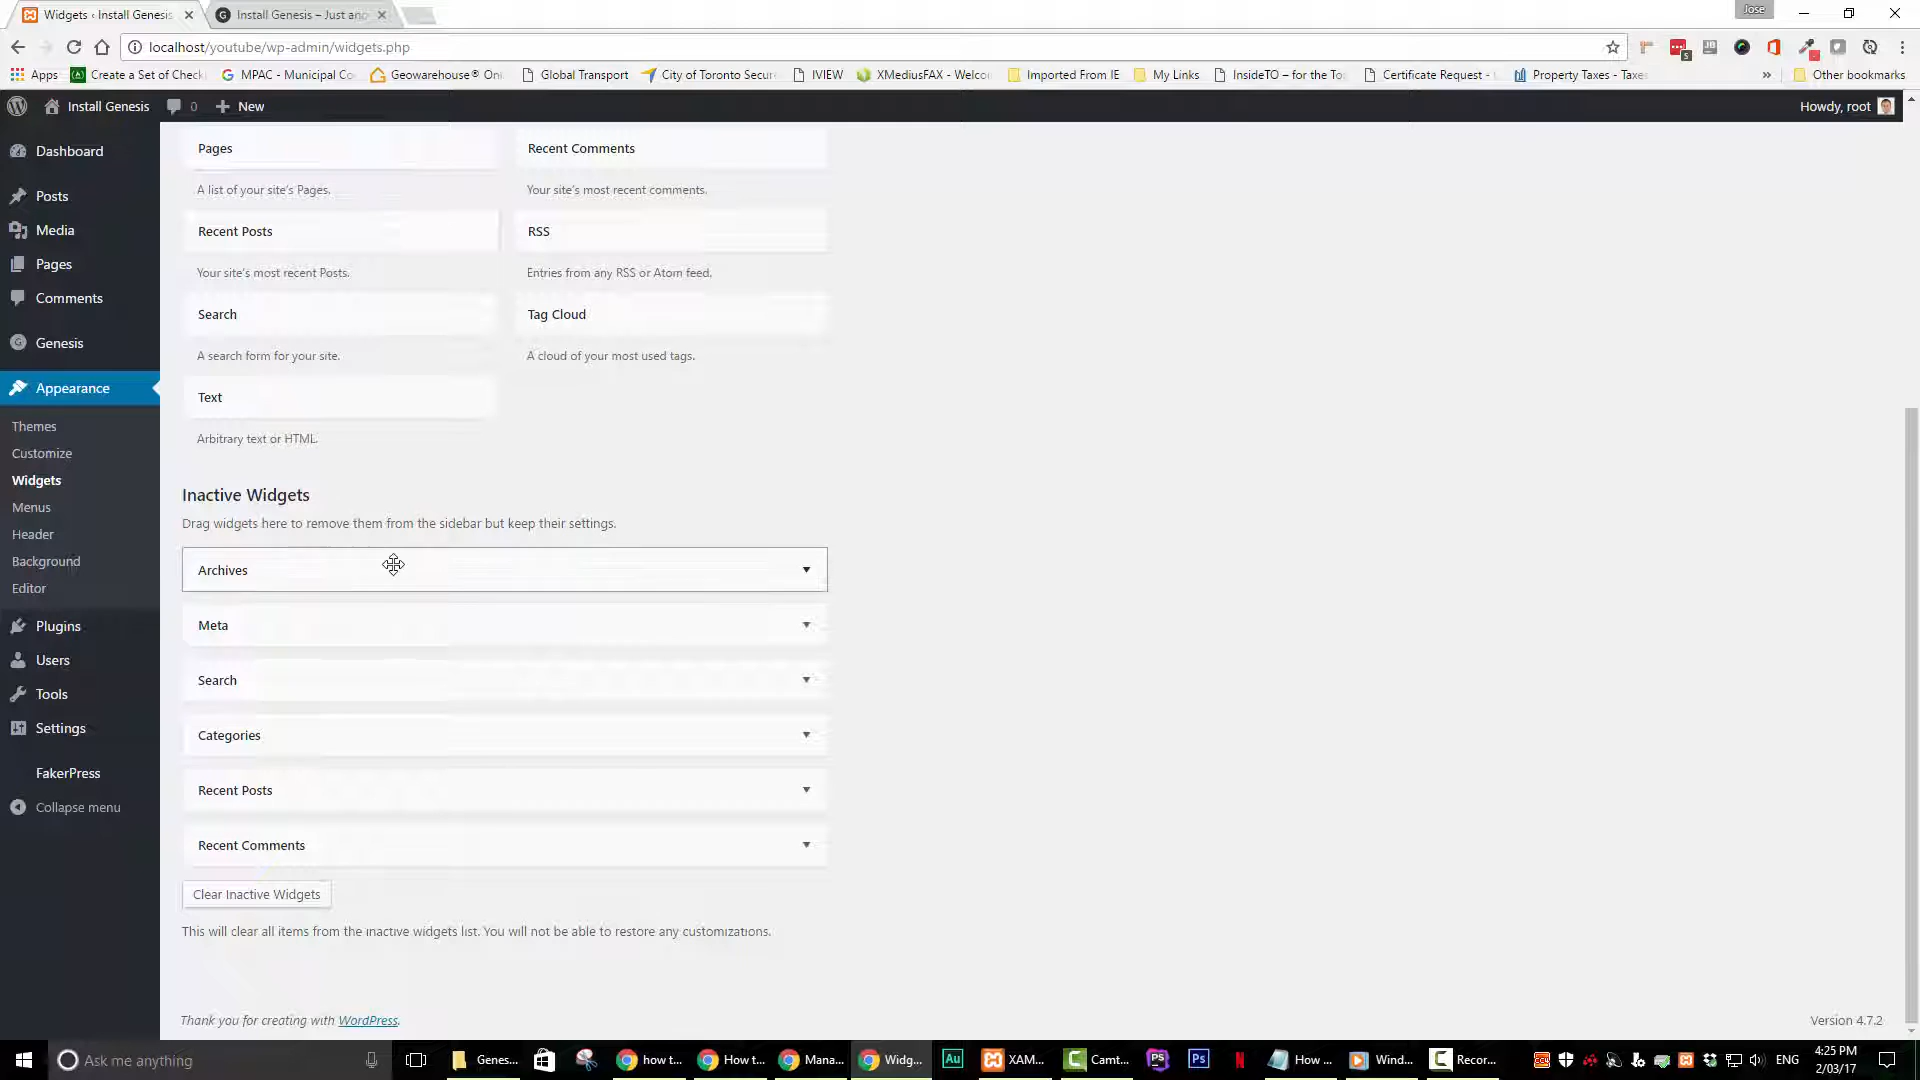 Widgets ‹ Install Genesis
Install Genesis – Just ano
Jose
localhost/youtube/wp-admin/widgets.php
Apps
Create a Set of Check
MPAC - Municipal Co
Geowarehouse® On
Global Transport
City of Toronto Secur
IVIEW
XMediusFAX - Welco
Imported From IE
My Links
InsideTO – for the To
Certificate Request -
Property Taxes - Taxe
»
Other bookmarks
Install Genesis
0
New
Howdy, root
Dashboard
Posts
Media
Pages
Comments
Genesis
Appearance
Themes
Customize
Widgets
Menus
Header
Background
Editor
Plugins
Users
Tools
Settings
FakerPress
Collapse menu
Pages
Recent Comments
A list of your site's Pages.
Your site's most recent comments.
Recent Posts
RSS
Your site's most recent Posts.
Entries from any RSS or Atom feed.
Search
Tag Cloud
A search form for your site.
A cloud of your most used tags.
Text
Arbitrary text or HTML.
Inactive Widgets
Drag widgets here to remove them from the sidebar but keep their settings.
Archives
Meta
Search
Categories
Recent Posts
Recent Comments
Clear Inactive Widgets
This will clear all items from the inactive widgets list. You will not be able to restore any customizations.
Thank you for creating with WordPress.
Version 4.7.2
Ask me anything
Genes...
how t...
How t...
Mana...
Widg...
Au
XAM...
Camt...
PS
Ps
N
How ...
Wind...
Recor...
ENG
4:25 PM
2/03/17